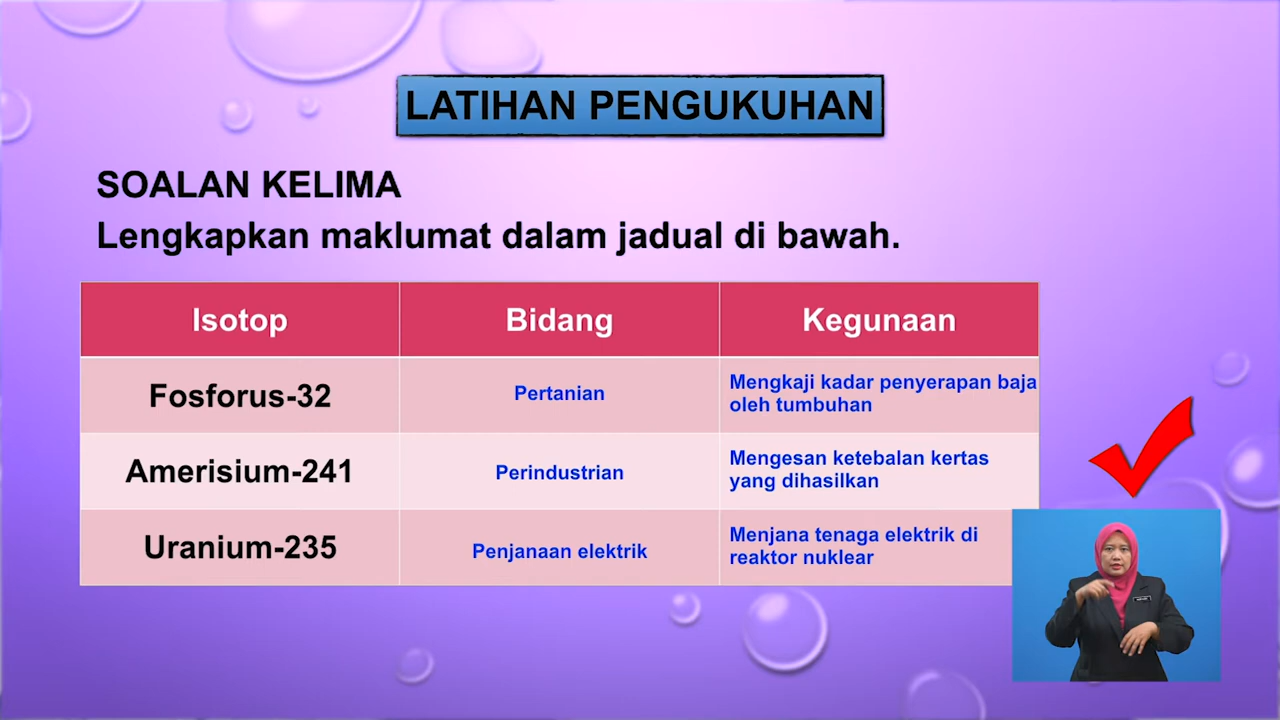 LATIHAN PENGUKUHAN
SOALAN KELIMA
Lengkapkan maklumat dalam jadual di bawah.
Isotop
Bidang
Kegunaan
Fosforus-32
Pertanian
Mengkaji kadar penyerapan baja
oleh tumbuhan
Amerisium-241
Perindustrian
Mengesan ketebalan kertas
yang dihasilkan
Uranium-235
Penjanaan elektrik
Menjana tenaga elektrik di
reaktor nuklear